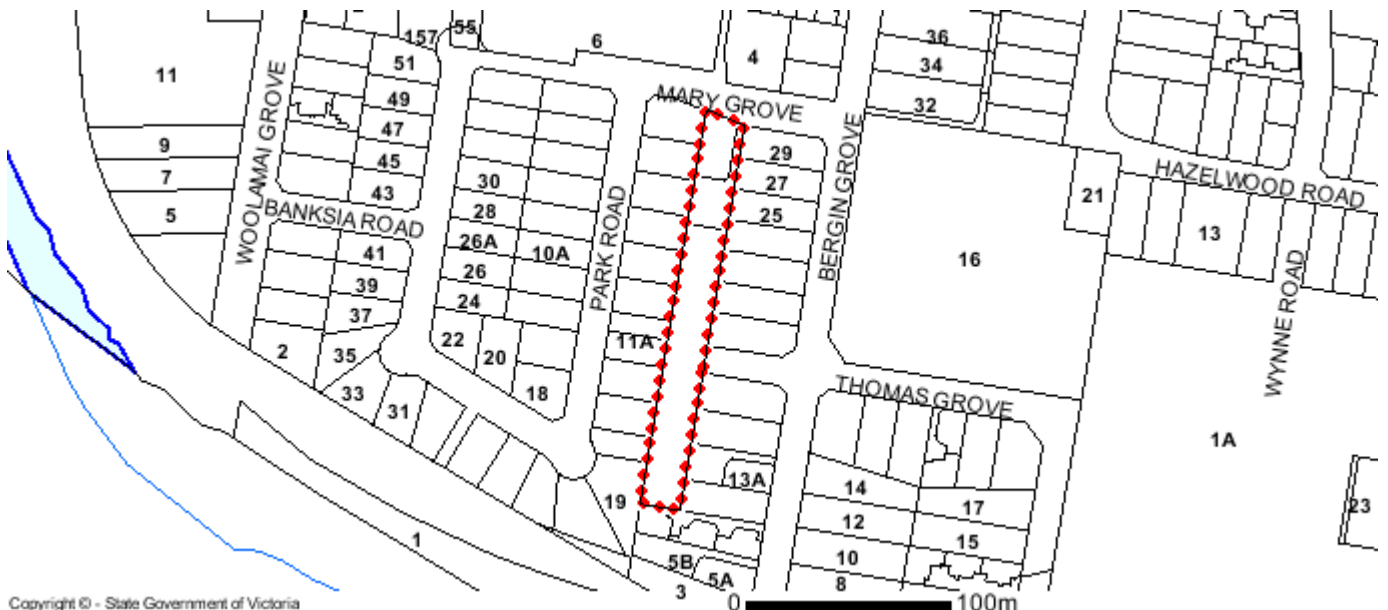 157
55
6
4
36
34
32
11
51
49
47
45
43
9
7
5
WOOLAMAI GROVE
BANKSIA ROAD
MARY GROVE
30
28
26A
26
24
22
20
18
10A
PARK ROAD
29
27
25
BERGIN GROVE
21
HAZELWOOD ROAD
13
16
WYNNE ROAD
41
39
37
35
33
31
2
11A
THOMAS GROVE
1A
19
13A
14
12
10
8
17
15
23
5B
5A
3
1
Copyright © - State Government of Victoria
0 100m